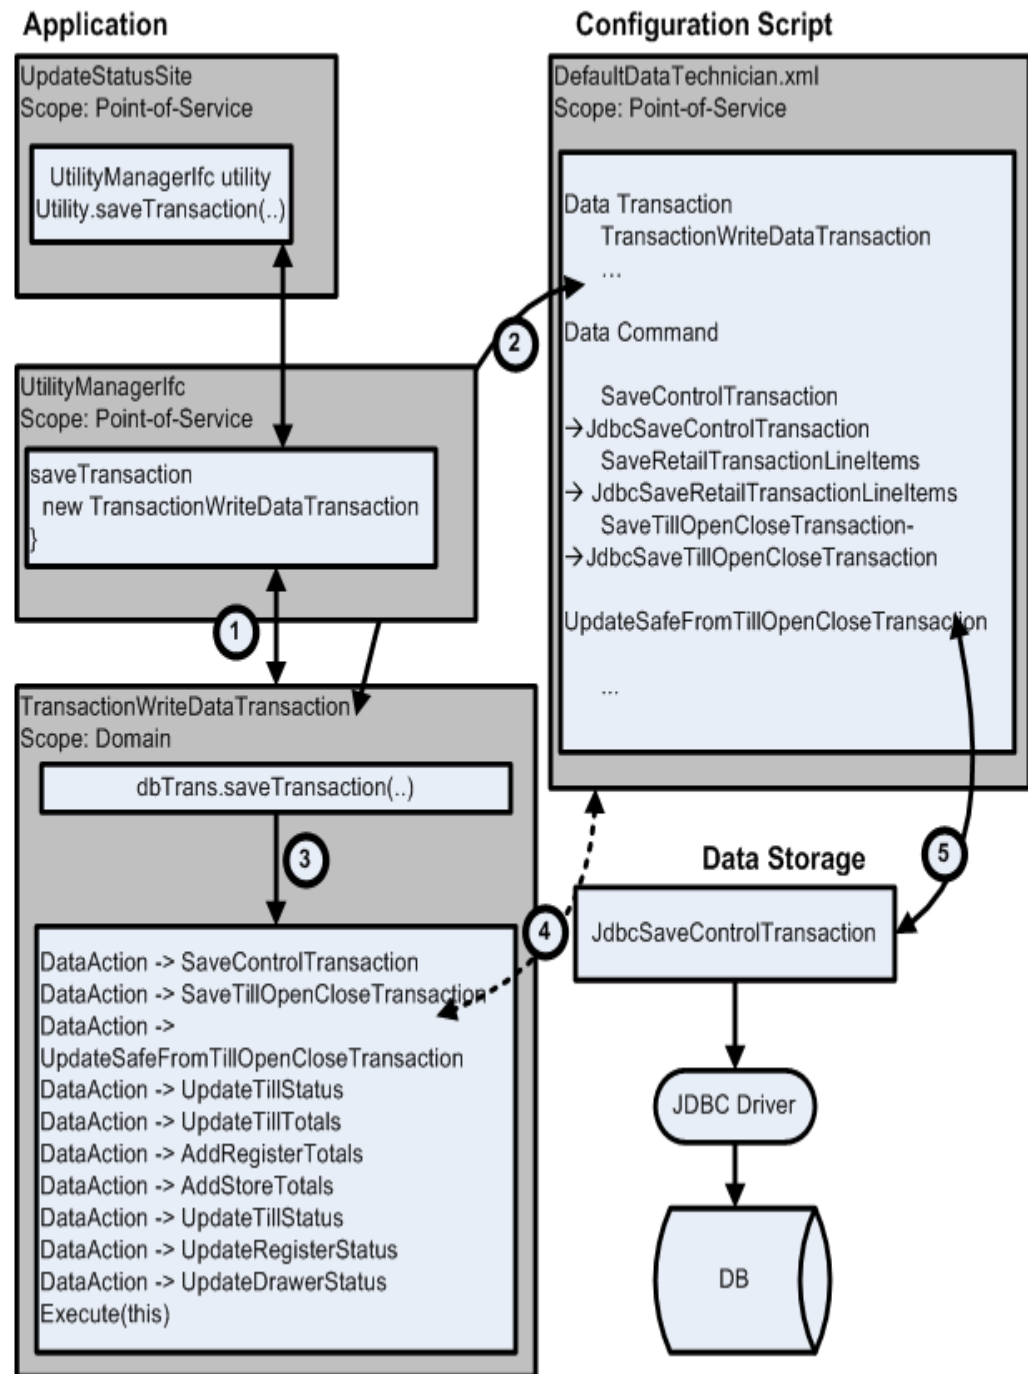 Application
UpdateStatusSite
Scope: Point-of-Service
UtilityManagerIfc utility
Utility.saveTransaction(..)
UtilityManagerIfc
Scope: Point-of-Service
saveTransaction
new TransactionWriteDataTransaction
}
1
TransactionWriteDataTransaction
Scope: Domain
dbTrans.saveTransaction(..)
3
DataAction -> SaveControlTransaction
DataAction -> SaveTillOpenCloseTransaction
DataAction ->
UpdateSafeFromTillOpenCloseTransaction
DataAction -> UpdateTillStatus
DataAction -> UpdateTillTotals
DataAction -> AddRegisterTotals
DataAction -> AddStoreTotals
DataAction -> UpdateTillStatus
DataAction -> UpdateRegisterStatus
DataAction -> UpdateDrawerStatus
Execute(this)
2
Configuration Script
DefaultDataTechnician.xml
Scope: Point-of-Service
Data Transaction
TransactionWriteDataTransaction
...
Data Command
SaveControlTransaction
→JdbcSaveControlTransaction
SaveRetailTransactionLineItems
→ JdbcSaveRetailTransactionLineItems
SaveTillOpenCloseTransaction-
→JdbcSaveTillOpenCloseTransaction
UpdateSafeFromTillOpenCloseTransaction
...
4
5
Data Storage
JdbcSaveControlTransaction
JDBC Driver
DB